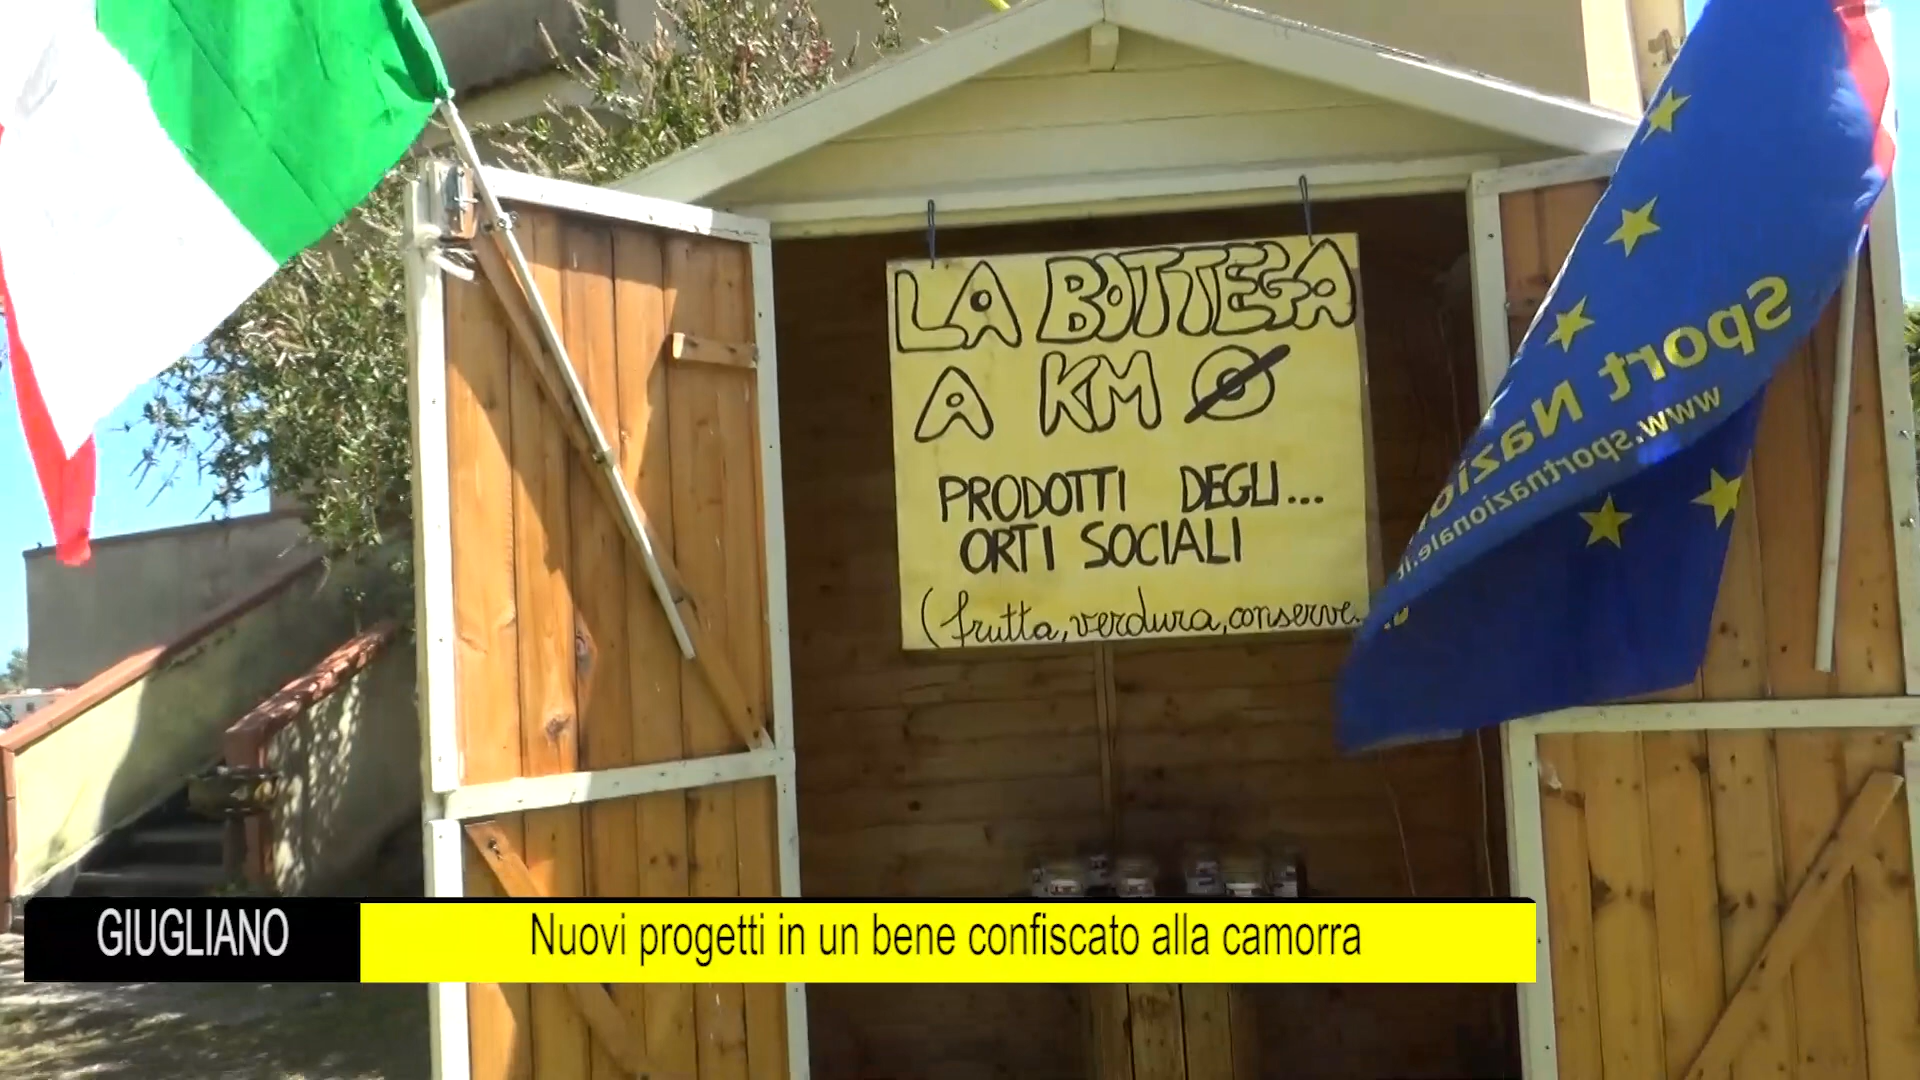 LA BOTTEGA
A KM 0
PRODOTTI DEGLI...
ORTI SOCIALI
(frutta, verdura, conserve.
Sport Nazio
www.sportnazionale.it
GIUGLIANO
Nuovi progetti in un bene confiscato alla camorra